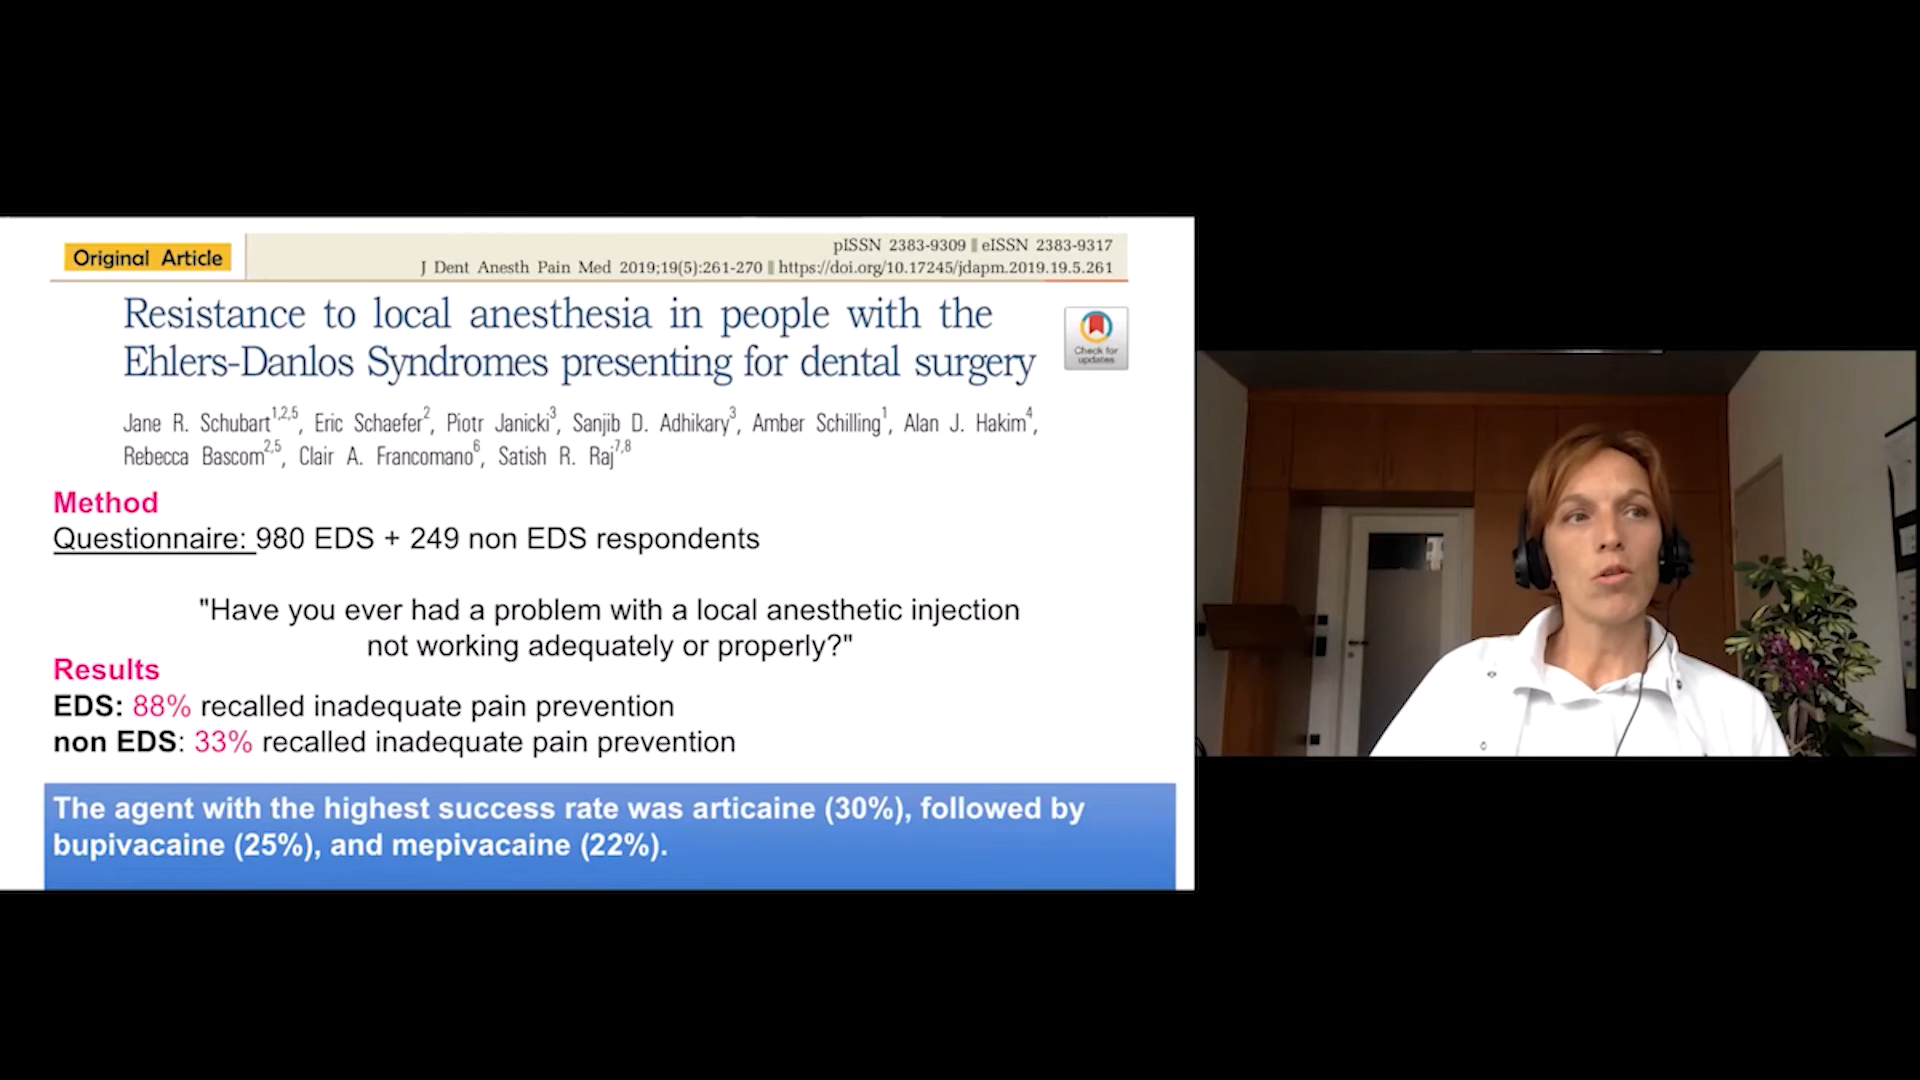 Original Article
pISSN 2383-9309 ‖ eISSN 2383-9317
J Dent Anesth Pain Med 2019;19(5):261-270 ‖ https://doi.org/10.17245/jdapm.2019.19.5.261
Resistance to local anesthesia in people with the
Ehlers-Danlos Syndromes presenting for dental surgery
Check for
updates
Jane R. Schubart1,2,5, Eric Schaefer2, Piotr Janicki3, Sanjib D. Adhikary3, Amber Schilling1, Alan J. Hakim4,
Rebecca Bascom2,5, Clair A. Francomano6, Satish R. Raj7,8
Method
Questionnaire: 980 EDS + 249 non EDS respondents
"Have you ever had a problem with a local anesthetic injection
not working adequately or properly?"
Results
EDS: 88% recalled inadequate pain prevention
non EDS: 33% recalled inadequate pain prevention
The agent with the highest success rate was articaine (30%), followed by
bupivacaine (25%), and mepivacaine (22%).